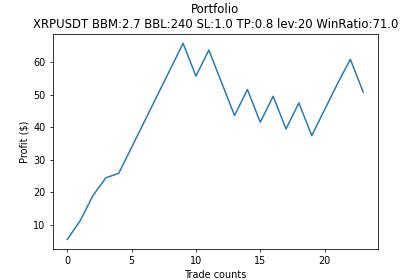 Portfolio
XRPUSDT BBM:2.7 BBL:240 SL:1.0 TP:0.8 lev:20 WinRatio:71.0
60
50
40
30
20
10
Profit ($)
0 5 10 15 20
Trade counts